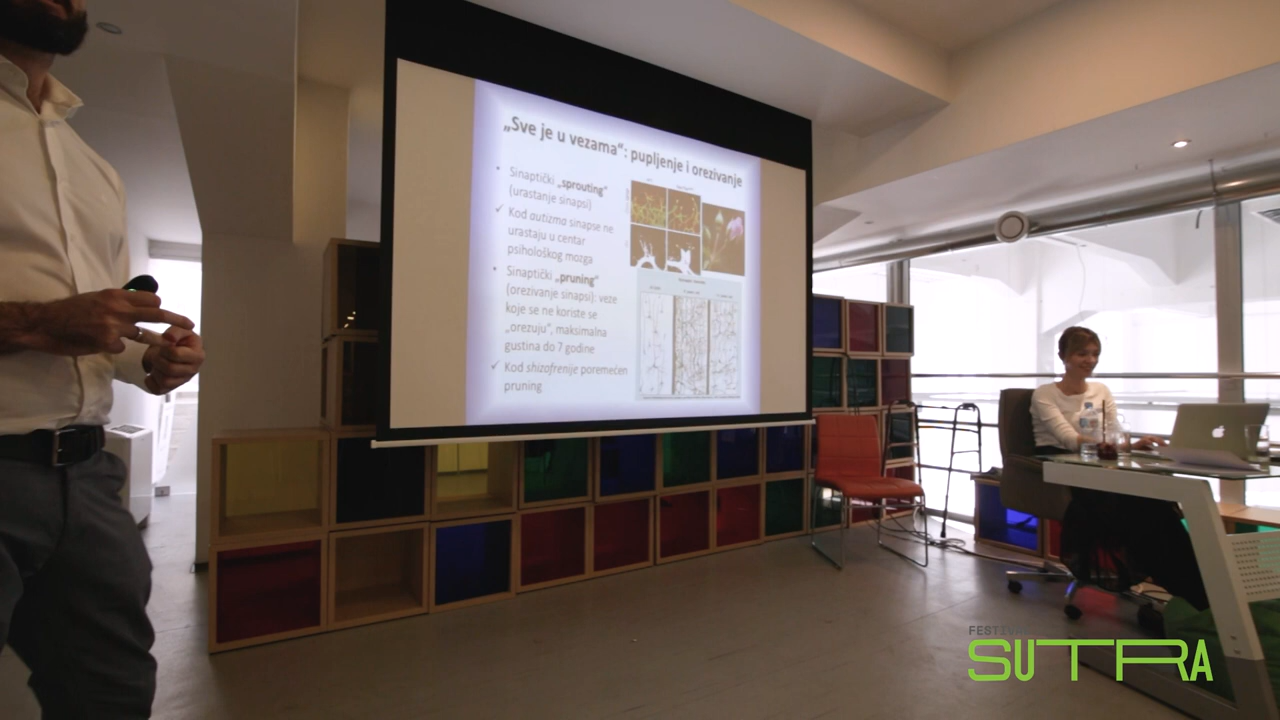 „Sve je u vezama“: pupljenje i orezivanje
• Sinaptički „sprouting“
(urastanje sinapsi)
✓ Kod autizma sinapse ne
urastaju u centar
psihološkog mozga
• Sinaptički „pruning“
(orezivanje sinapsi): veze
koje se ne koriste se
„orezuju“, maksimalna
gustina do 7 godine
✓ Kod shizofrenije poremećen
pruning
FESTIVAL
SUTRA